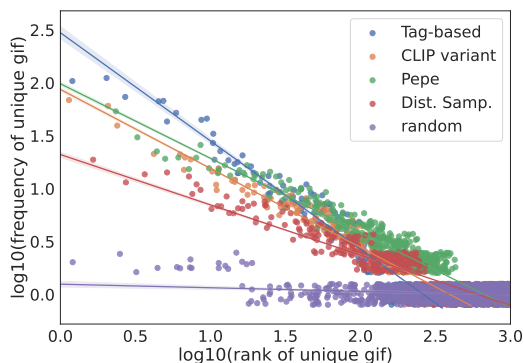 2.5
2.0
1.5
1.0
0.5
0.0
log10(frequency of unique gif)
Tag-based
CLIP variant
Pepe
Dist. Samp.
random
0.0 0.5 1.0 1.5 2.0 2.5 3.0
log10(rank of unique gif)